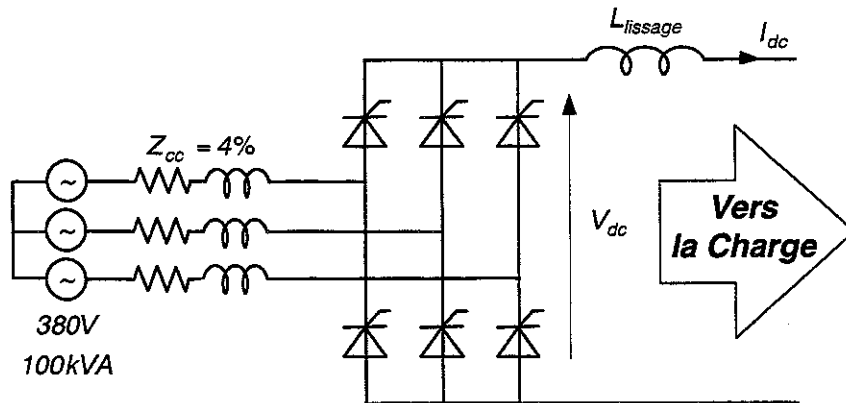 L_lissage
I_dc
Z_cc = 4%
~
~
~
V_dc
Vers
la Charge
380V
100kVA